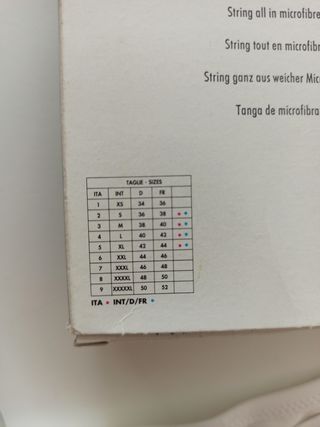 String all in microfibre
String tout en microfibr
String ganz aus weicher Mic
Tanga de microfibra
TAGLIE - SIZES
ITA INT D FR
1 XS 34 36
2 S 36 38
3 M 38 40
4 L 40 42
5 XL 42 44
6 XXL 44 46
7 XXXL 46 48
8 XXXXL 48 50
9 XXXXXL 50 52
ITA • INT/D/FR •